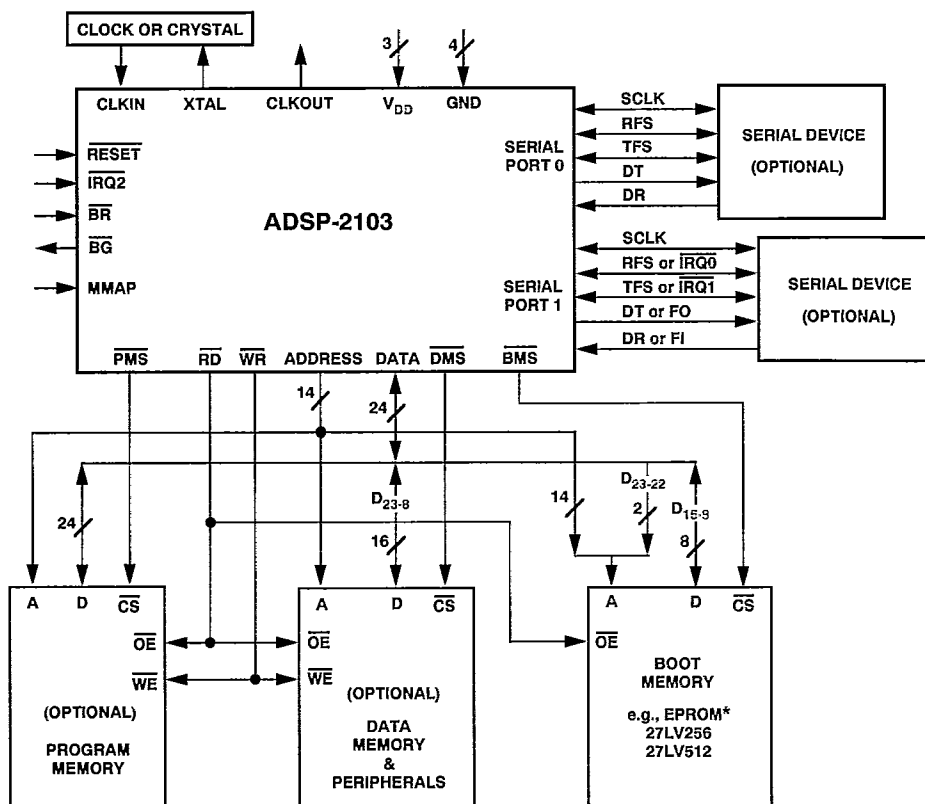 CLOCK OR CRYSTAL
3 4
CLKIN XTAL CLKOUT VDD GND
RESET
IRQ2
BR
BG
MMAP
ADSP-2103
SERIAL
PORT 0
SCLK
RFS
TFS
DT
DR
SERIAL DEVICE
(OPTIONAL)
SERIAL
PORT 1
SCLK
RFS or IRQ0
TFS or IRQ1
DT or FO
DR or FI
SERIAL DEVICE
(OPTIONAL)
PMS RD WR ADDRESS DATA DMS BMS
14 24
D23-22
D23-8 14 2 D15-8
24 16 8
A D CS
OE
WE
(OPTIONAL)
PROGRAM
MEMORY
A D CS
OE
WE
(OPTIONAL)
DATA
MEMORY
&
PERIPHERALS
A D CS
OE
BOOT
MEMORY
e.g., EPROM*
27LV256
27LV512